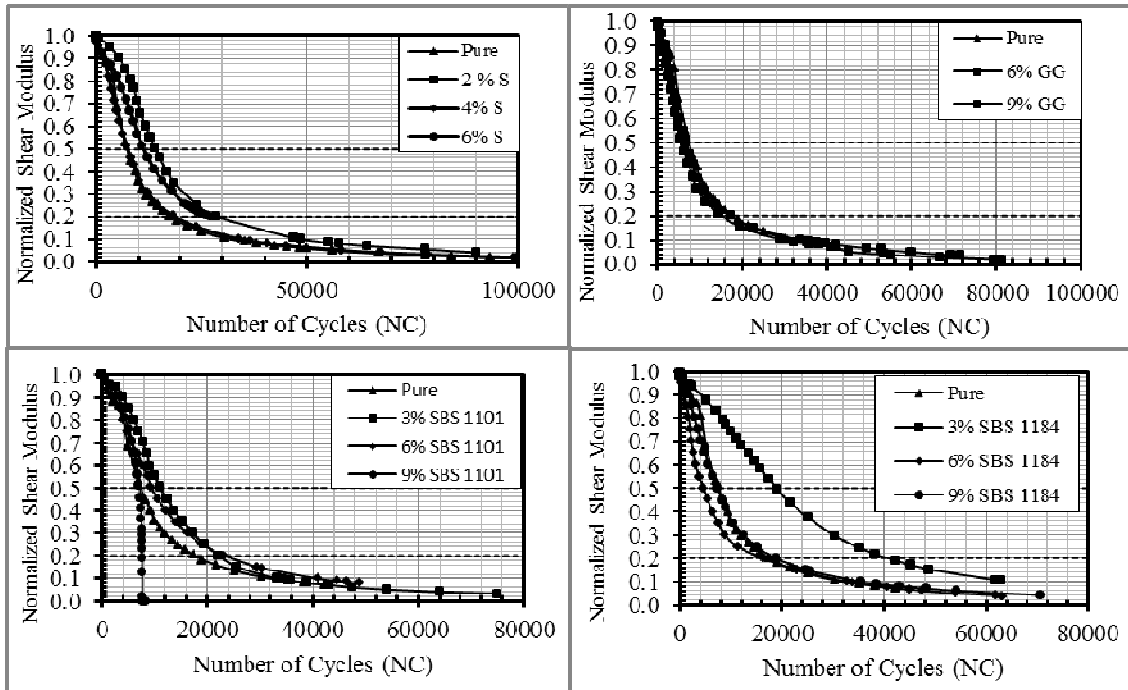 Normalized Shear Modulus
1.0
0.9
0.8
0.7
0.6
0.5
0.4
0.3
0.2
0.1
0.0
Pure
2 % S
4% S
6% S
0
50000
100000
Number of Cycles (NC)
Normalized Shear Modulus
1.0
0.9
0.8
0.7
0.6
0.5
0.4
0.3
0.2
0.1
0.0
Pure
6% GG
9% GG
0
20000
40000
60000
80000
100000
Number of Cycles (NC)
Normalized Shear Modulus
1.0
0.9
0.8
0.7
0.6
0.5
0.4
0.3
0.2
0.1
0.0
Pure
3% SBS 1101
6% SBS 1101
9% SBS 1101
0
20000
40000
60000
80000
Number of Cycles (NC)
Normalized Shear Modulus
1.0
0.9
0.8
0.7
0.6
0.5
0.4
0.3
0.2
0.1
0.0
Pure
3% SBS 1184
6% SBS 1184
9% SBS 1184
0
20000
40000
60000
80000
Number of Cycles (NC)